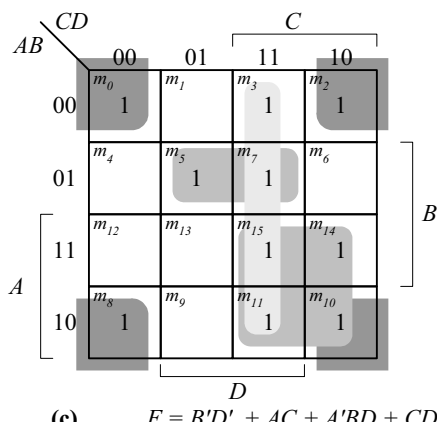 CD
C
AB
00 01 11 10
m0 m1 m3 m2
00 1 1 1
m4 m5 m7 m6
01 1 1
B
m12 m13 m15 m14
11 1 1
A
m8 m9 m11 m10
10 1 1 1
D
(c) F = B'D' + AC + A'BD + CD